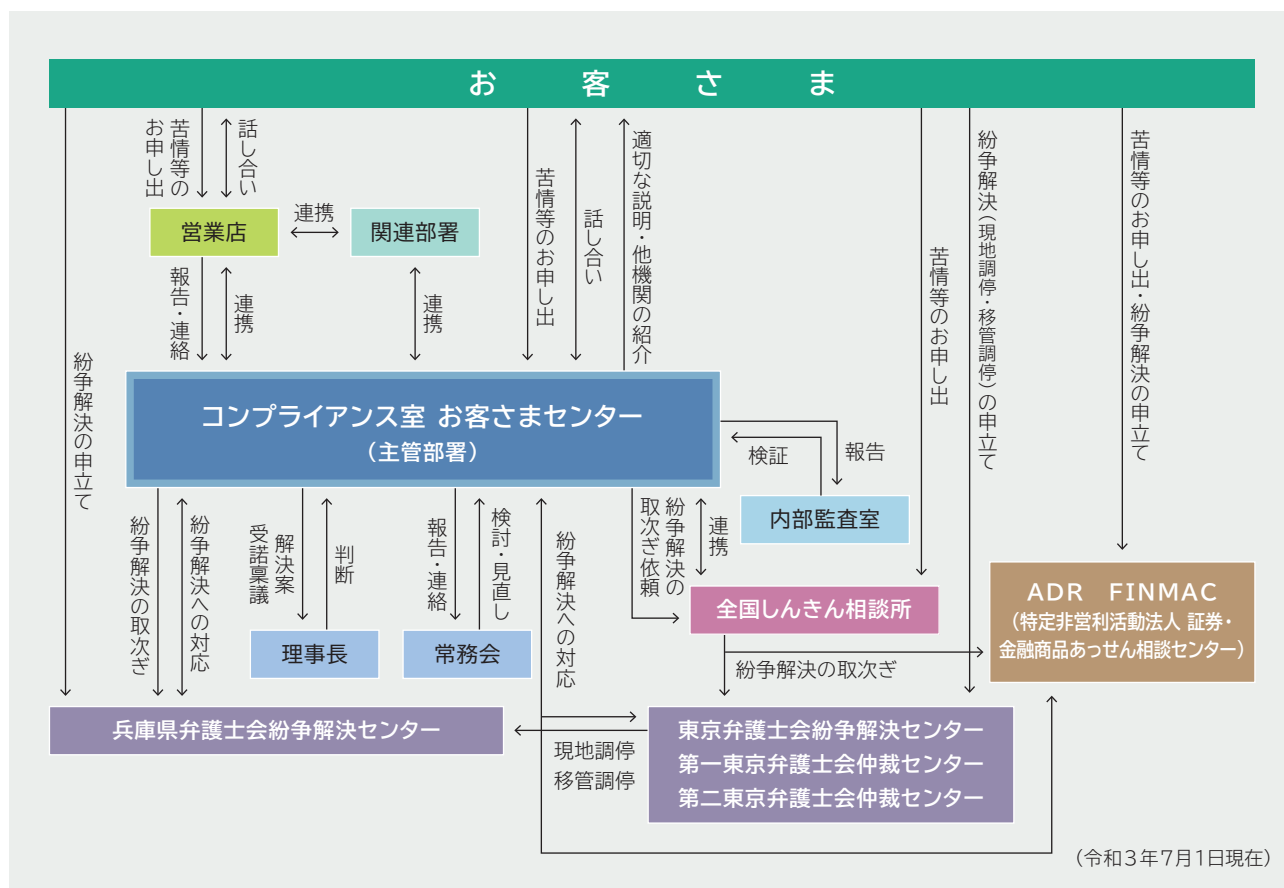 お客さま
苦情等の
お申し出
話し合い
営業店
連携
関連部署
報告・連絡
連携
連携
苦情等のお申し出
話し合い
適切な説明・他機関の紹介
苦情等のお申し出
紛争解決(現地調停・移管調停)の申立て
苦情等のお申し出・紛争解決の申立て
紛争解決の申立て
コンプライアンス室 お客さまセンター
(主管部署)
検証
報告
内部監査室
紛争解決の取次ぎ
紛争解決への対応
解決案
受諾稟議
判断
理事長
報告・連絡
検討・見直し
常務会
紛争解決への対応
紛争解決の
取次ぎ依頼
連携
全国しんきん相談所
紛争解決の取次ぎ
ADR FINMAC
(特定非営利活動法人 証券・
金融商品あっせん相談センター)
兵庫県弁護士会紛争解決センター
現地調停
移管調停
東京弁護士会紛争解決センター
第一東京弁護士会仲裁センター
第二東京弁護士会仲裁センター
(令和3年7月1日現在)